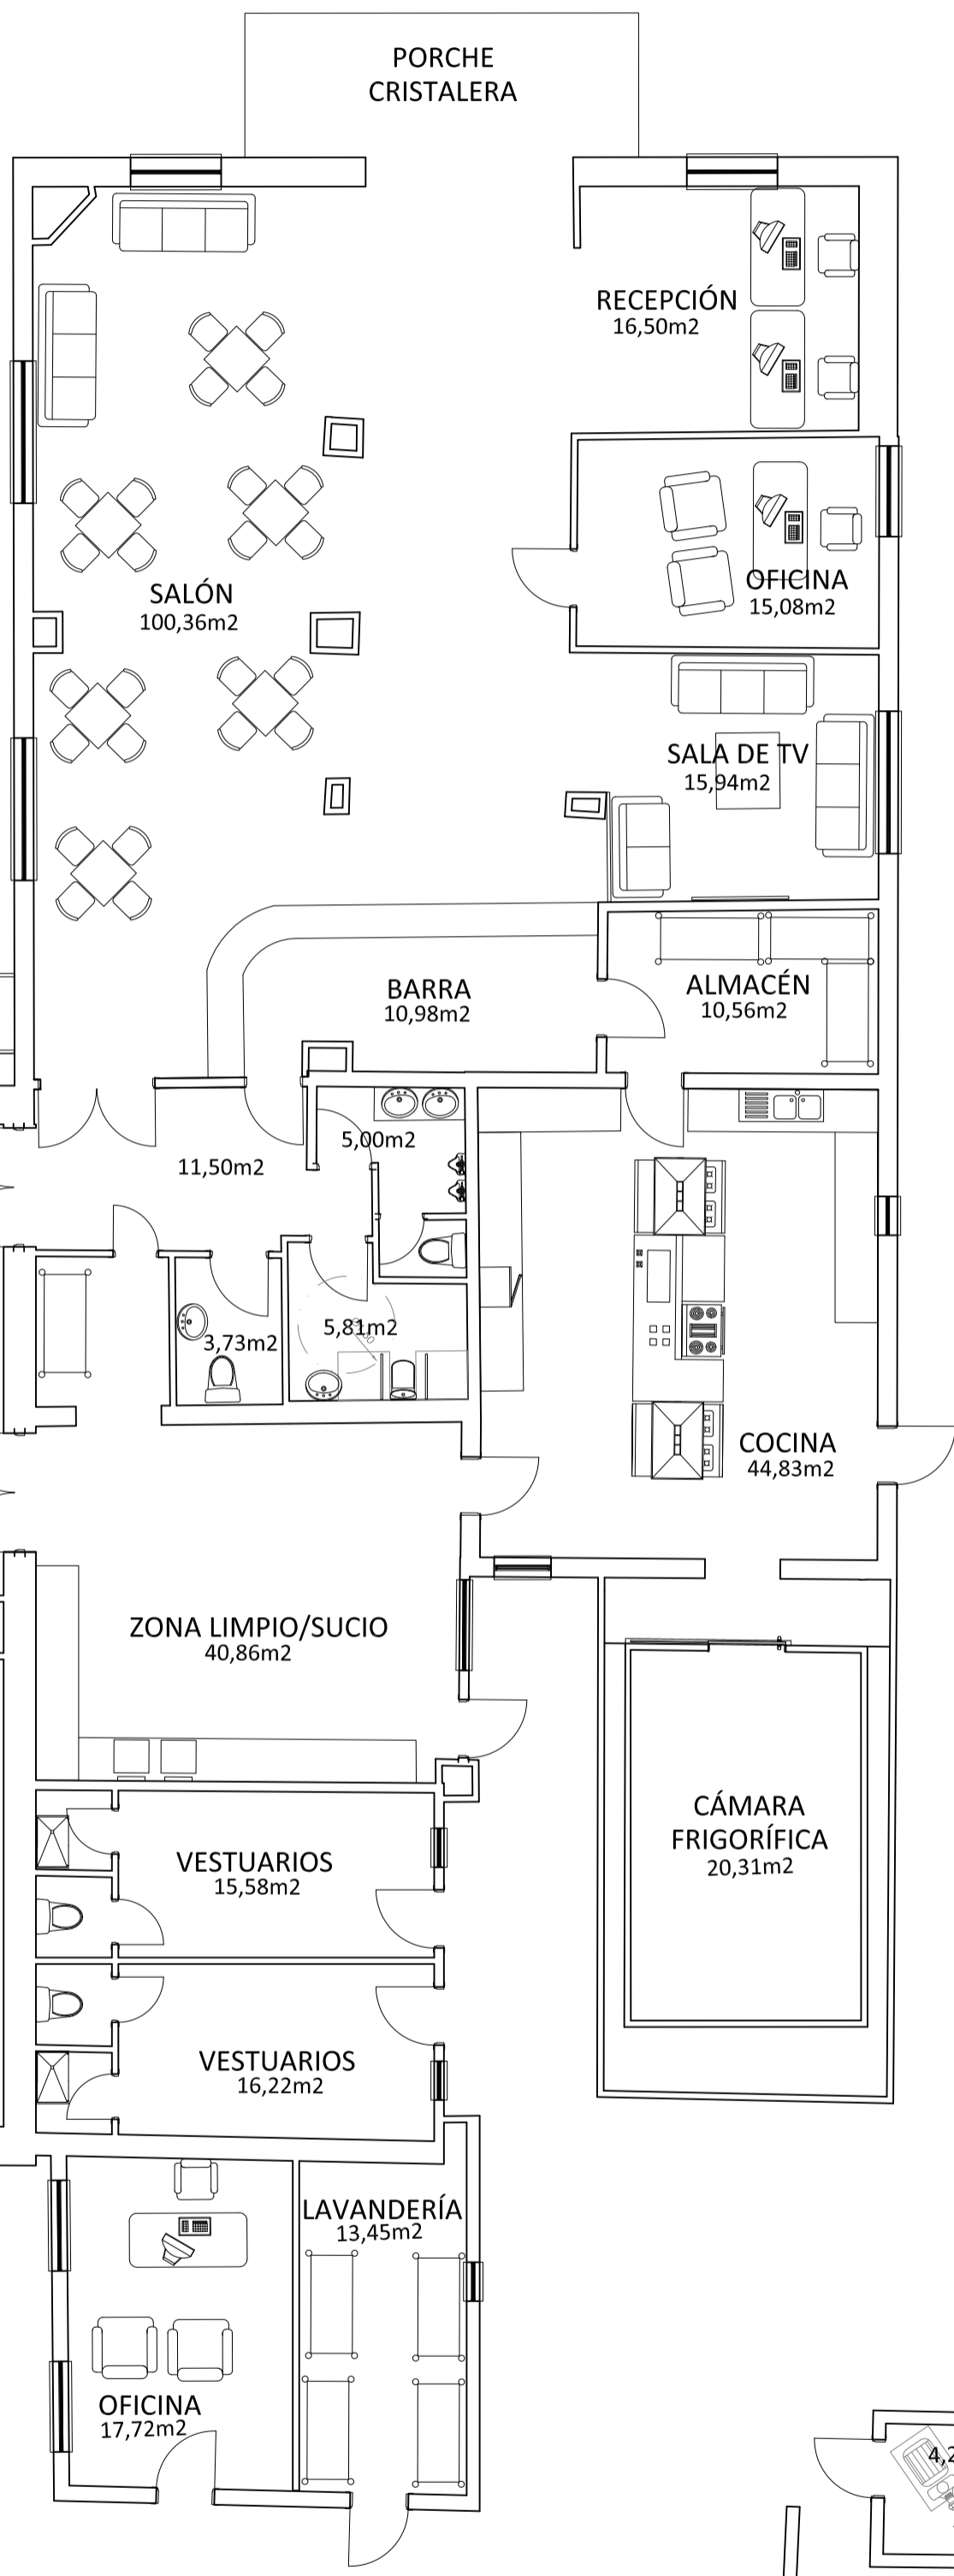 PORCHE
CRISTALERA
RECEPCIÓN
16,50m2
OFICINA
15,08m2
SALÓN
100,36m2
SALA DE TV
15,94m2
BARRA
10,98m2
ALMACÉN
10,56m2
5,00m2
11,50m2
5,81m2
3,73m2
COCINA
44,83m2
ZONA LIMPIO/SUCIO
40,86m2
CÁMARA
FRIGORÍFICA
20,31m2
VESTUARIOS
15,58m2
VESTUARIOS
16,22m2
LAVANDERÍA
13,45m2
OFICINA
17,72m2
4,2